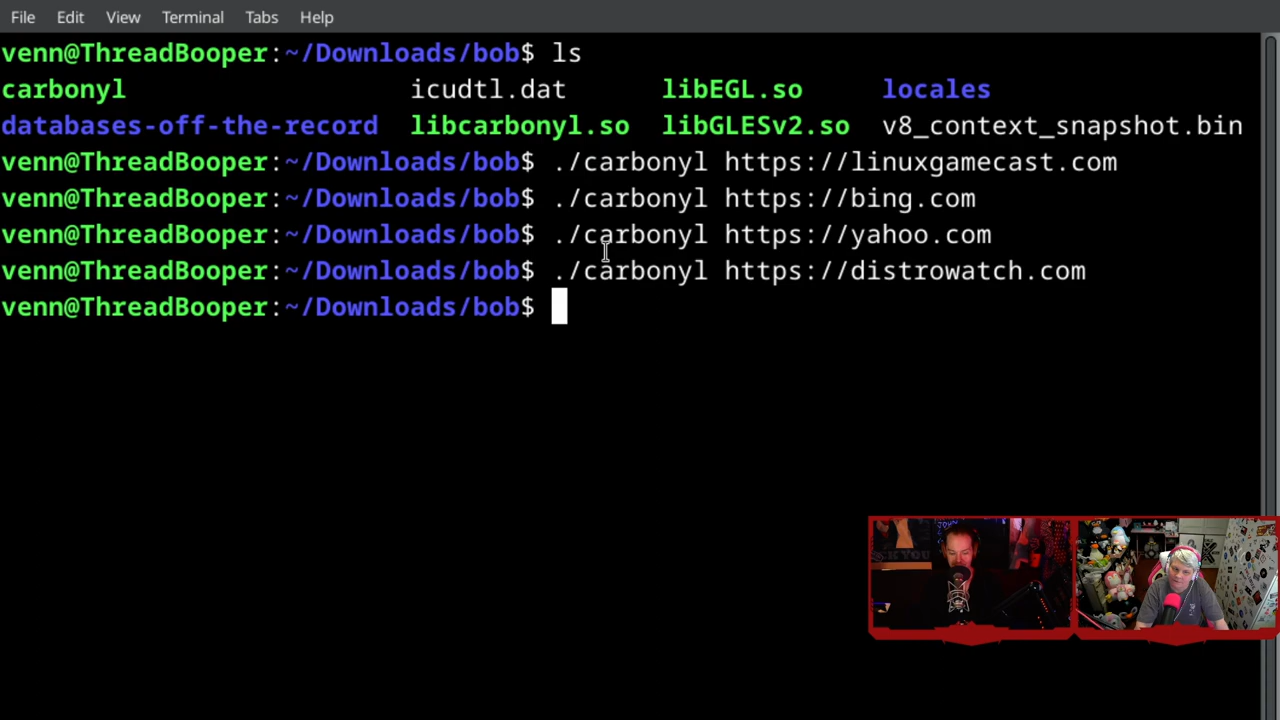 File Edit View Terminal Tabs Help
venn@ThreadBooper:~/Downloads/bob$ ls
carbonyl icudtl.dat libEGL.so locales
databases-off-the-record libcarbonyl.so libGLESv2.so v8_context_snapshot.bin
venn@ThreadBooper:~/Downloads/bob$ ./carbonyl https://linuxgamecast.com
venn@ThreadBooper:~/Downloads/bob$ ./carbonyl https://bing.com
venn@ThreadBooper:~/Downloads/bob$ ./carbonyl https://yahoo.com
venn@ThreadBooper:~/Downloads/bob$ ./carbonyl https://distrowatch.com
venn@ThreadBooper:~/Downloads/bob$